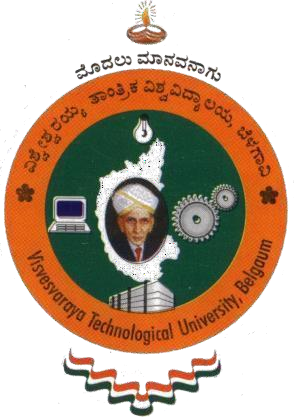 ಮೊದಲು ಮಾನವನಾಗು
ವಿಶ್ವೇಶ್ವರಯ್ಯ ತಾಂತ್ರಿಕ ವಿಶ್ವವಿದ್ಯಾಲಯ, ಬೆಳಗಾವಿ
Visvesvaraya Technological University, Belgaum